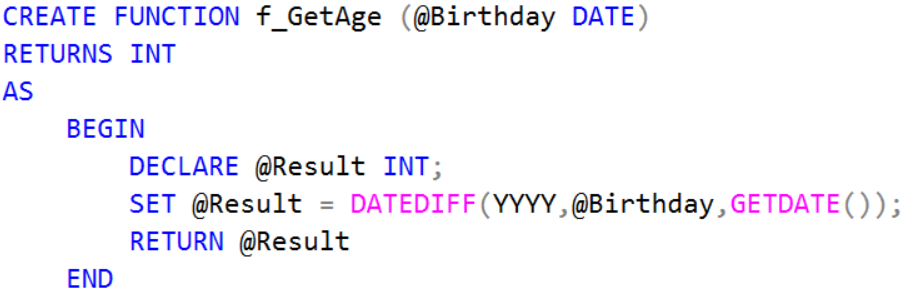 CREATE FUNCTION f_GetAge (@Birthday DATE)
RETURNS INT
AS
    BEGIN
        DECLARE @Result INT;
        SET @Result = DATEDIFF(YYYY,@Birthday,GETDATE());
        RETURN @Result
    END